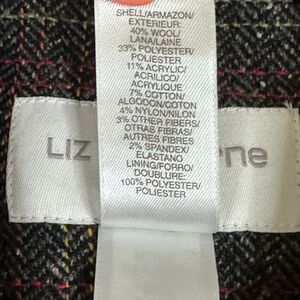 SHELL/ARMAZON/
EXTERIEUR:
40% WOOL/
LANA/LAINE
33% POLYESTER/
POLIESTER
11% ACRYLIC/
ACRILICO/
ACRYLIQUE
7% COTTON/
ALGODON/COTON
4% NYLON/NILON
3% OTHER FIBERS/
OTRAS FIBRAS/
AUTRES FIBRES
2% SPANDEX/
ELASTANO
LINING/FORRO/
DOUBLURE:
100% POLYESTER/
POLIESTER
LIZ rne